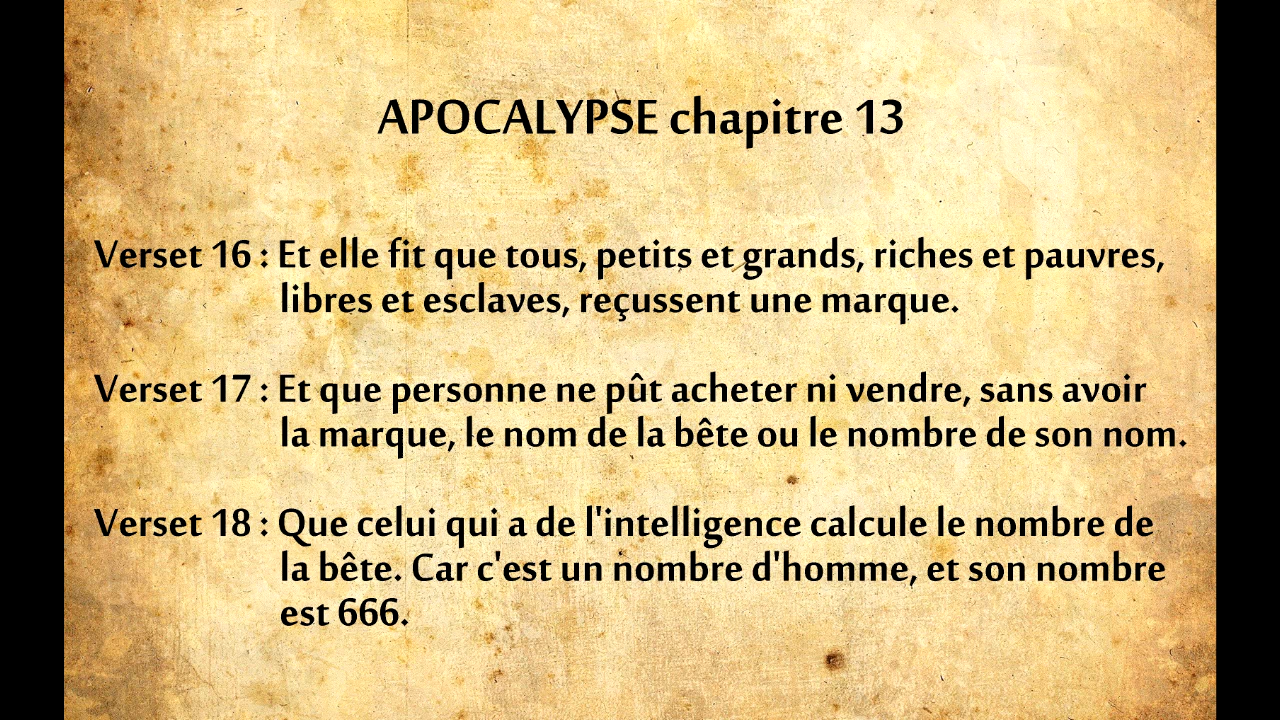 APOCALYPSE chapitre 13
Verset 16 : Et elle fit que tous, petits et grands, riches et pauvres,
libres et esclaves, reçussent une marque.
Verset 17 : Et que personne ne pût acheter ni vendre, sans avoir
la marque, le nom de la bête ou le nombre de son nom.
Verset 18 : Que celui qui a de l'intelligence calcule le nombre de
la bête. Car c'est un nombre d'homme, et son nombre
est 666.